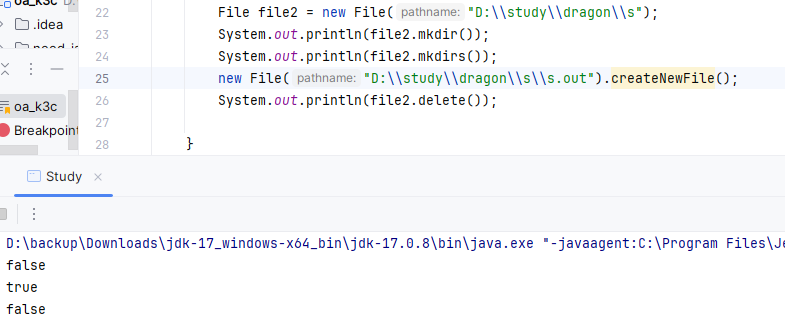 oa_k3c D:
.idea
22 File file2 = new File( pathname: "D:\\study\\dragon\\s");
23 System.out.println(file2.mkdir());
24 System.out.println(file2.mkdirs());
25 new File( pathname: "D:\\study\\dragon\\s\\s.out").createNewFile();
26 System.out.println(file2.delete());
27
28 }
oa_k3c
Breakpoint
Study
D:\backup\Downloads\jdk-17_windows-x64_bin\jdk-17.0.8\bin\java.exe "-javaagent:C:\Program Files\Je
false
true
false